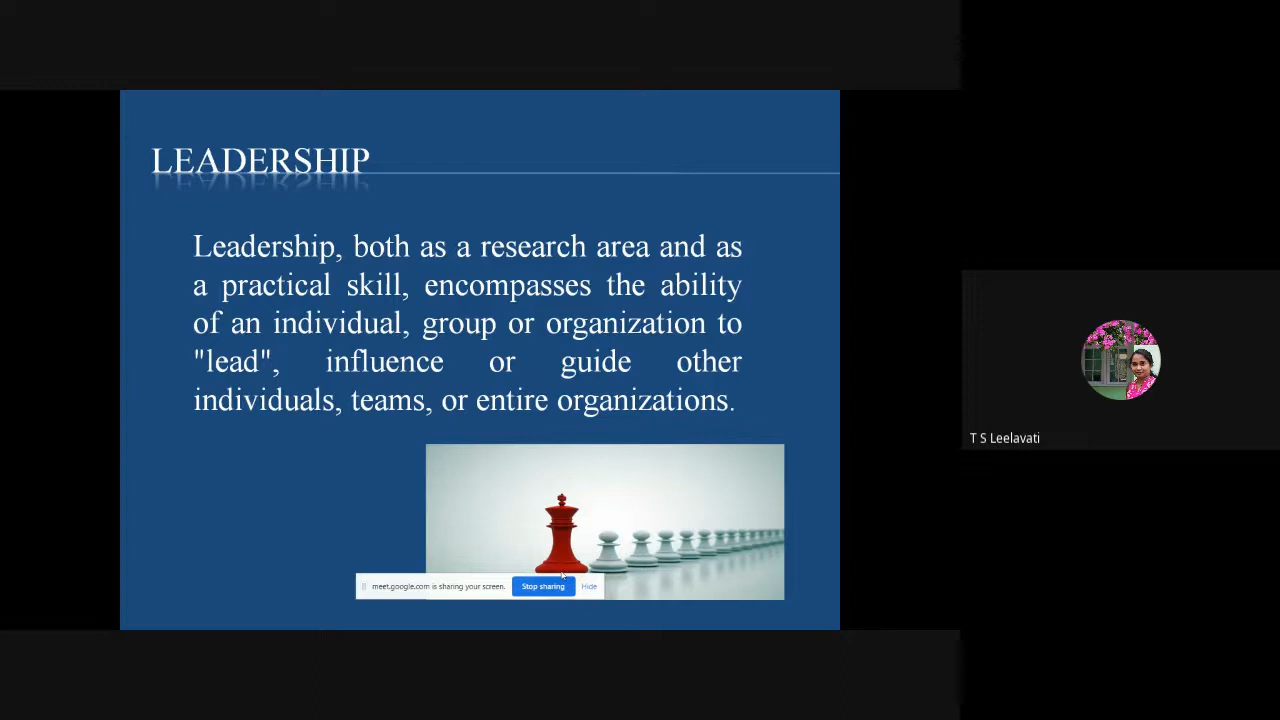 LEADERSHIP
Leadership, both as a research area and as
a practical skill, encompasses the ability
of an individual, group or organization to
"lead", influence or guide other
individuals, teams, or entire organizations.
meet.google.com is sharing your screen. Stop sharing Hide
T S Leelavati